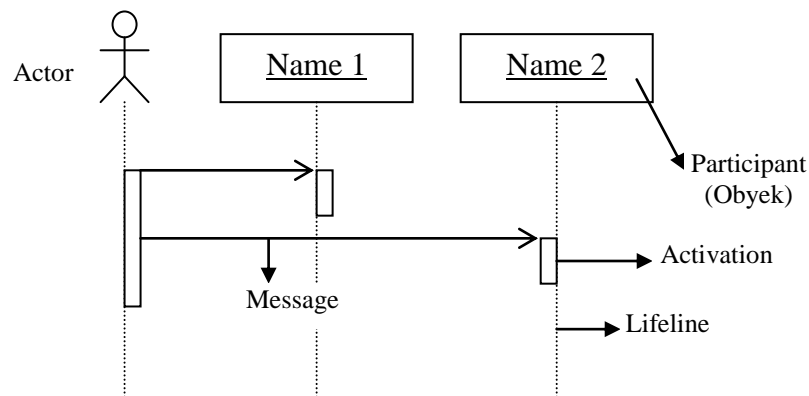 Actor
Name 1
Name 2
Participant
(Obyek)
Activation
Message
Lifeline